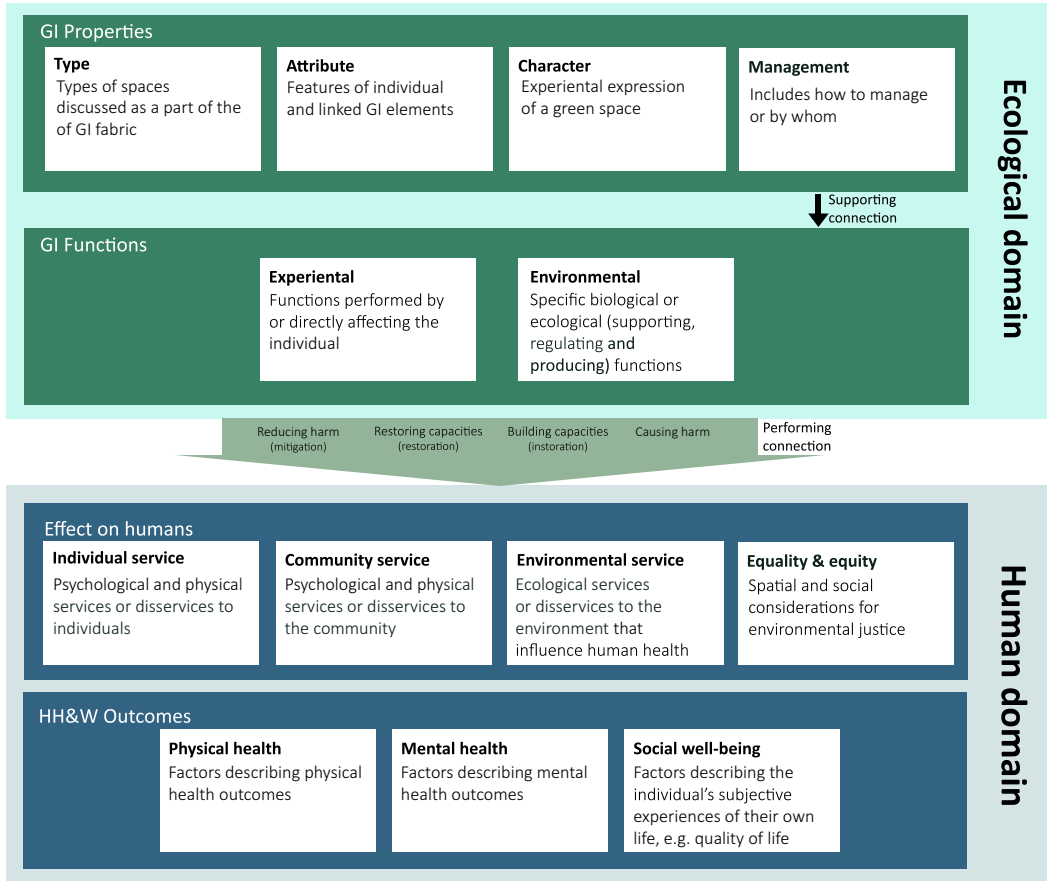 GI Properties
Type
Types of spaces
discussed as a part of the
of GI fabric
Attribute
Features of individual
and linked GI elements
Character
Experiental expression
of a green space
Management
Includes how to manage
or by whom
Ecological domain
Supporting
connection
GI Functions
Experiental
Functions performed by
or directly affecting the
individual
Environmental
Specific biological or
ecological (supporting,
regulating and
producing) functions
Reducing harm
(mitigation)
Restoring capacities
(restoration)
Building capacities
(instoration)
Causing harm
Performing
connection
Effect on humans
Individual service
Psychological and physical
services or disservices to
individuals
Community service
Psychological and physical
services or disservices to
the community
Environmental service
Ecological services
or disservices to the
environment that
influence human health
Equality & equity
Spatial and social
considerations for
environmental justice
Human domain
HH&W Outcomes
Physical health
Factors describing physical
health outcomes
Mental health
Factors describing mental
health outcomes
Social well-being
Factors describing the
individual's subjective
experiences of their own
life, e.g. quality of life